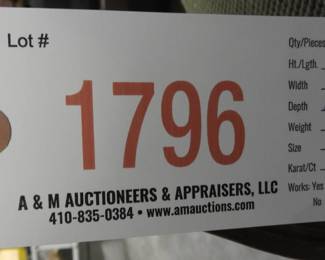 Lot #
1796
A & M AUCTIONEERS & APPRAISERS, LLC
410-835-0384 • www.amauctions.com
Qty/Pieces
Ht./Lgth.
Width
Depth
Weight
Size
Karat/Ct
Works: Yes
No